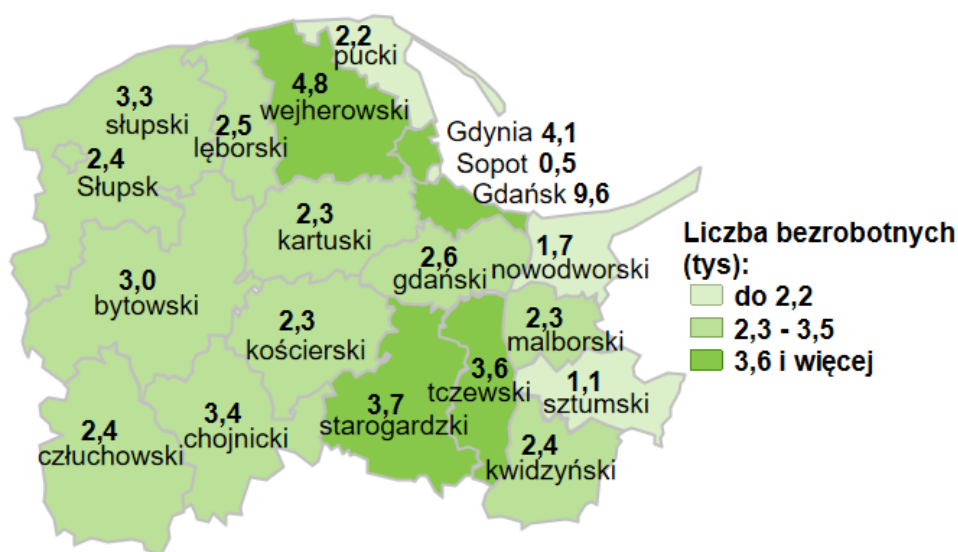 2,2
pucki
4,8
wejherowski
3,3
słupski
2,5
lęborski
2,4
Słupsk
Gdynia 4,1
Sopot 0,5
Gdańsk 9,6
2,3
kartuski
2,6
gdański
1,7
nowodworski
3,0
bytowski
2,3
kościerski
2,3
malborski
3,6
tczewski
1,1
sztumski
3,7
starogardzki
3,4
chojnicki
2,4
człuchowski
2,4
kwidzyński
Liczba bezrobotnych
(tys):
do 2,2
2,3 - 3,5
3,6 i więcej